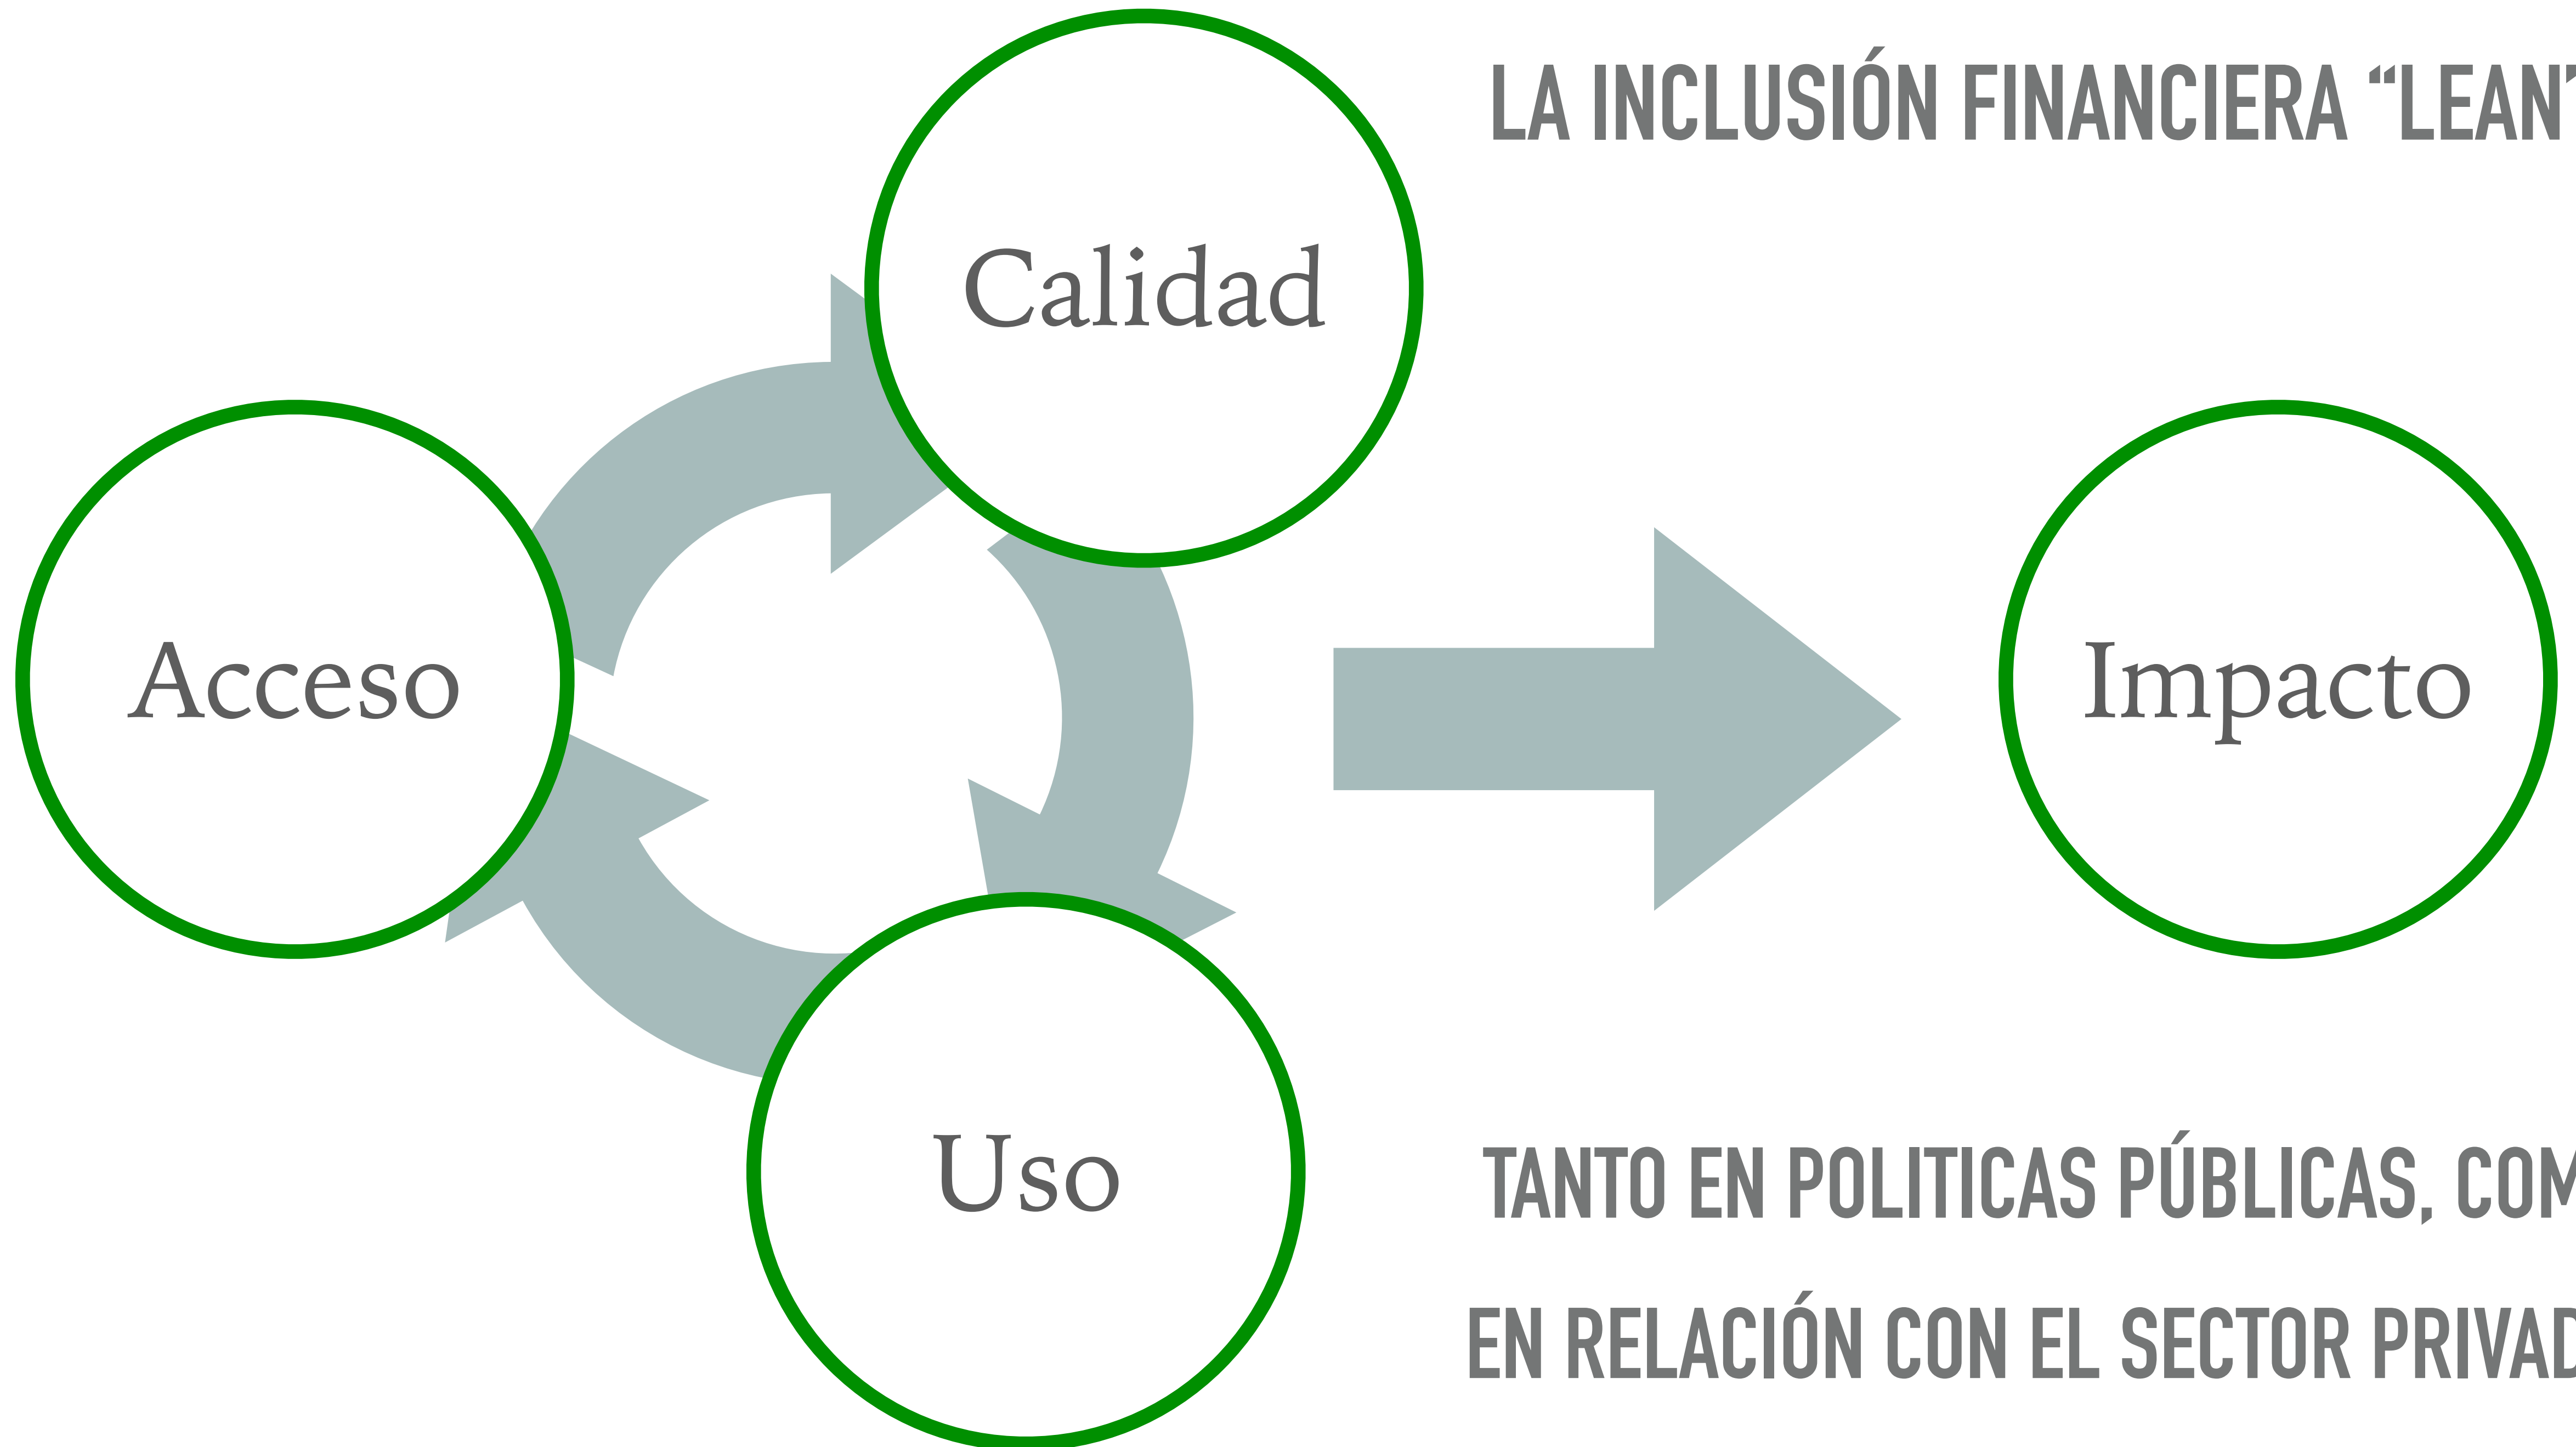 LA INCLUSIÓN FINANCIERA “LEAN”
Calidad
Acceso
Impacto
Uso
TANTO EN POLITICAS PÚBLICAS, COM
EN RELACIÓN CON EL SECTOR PRIVAD